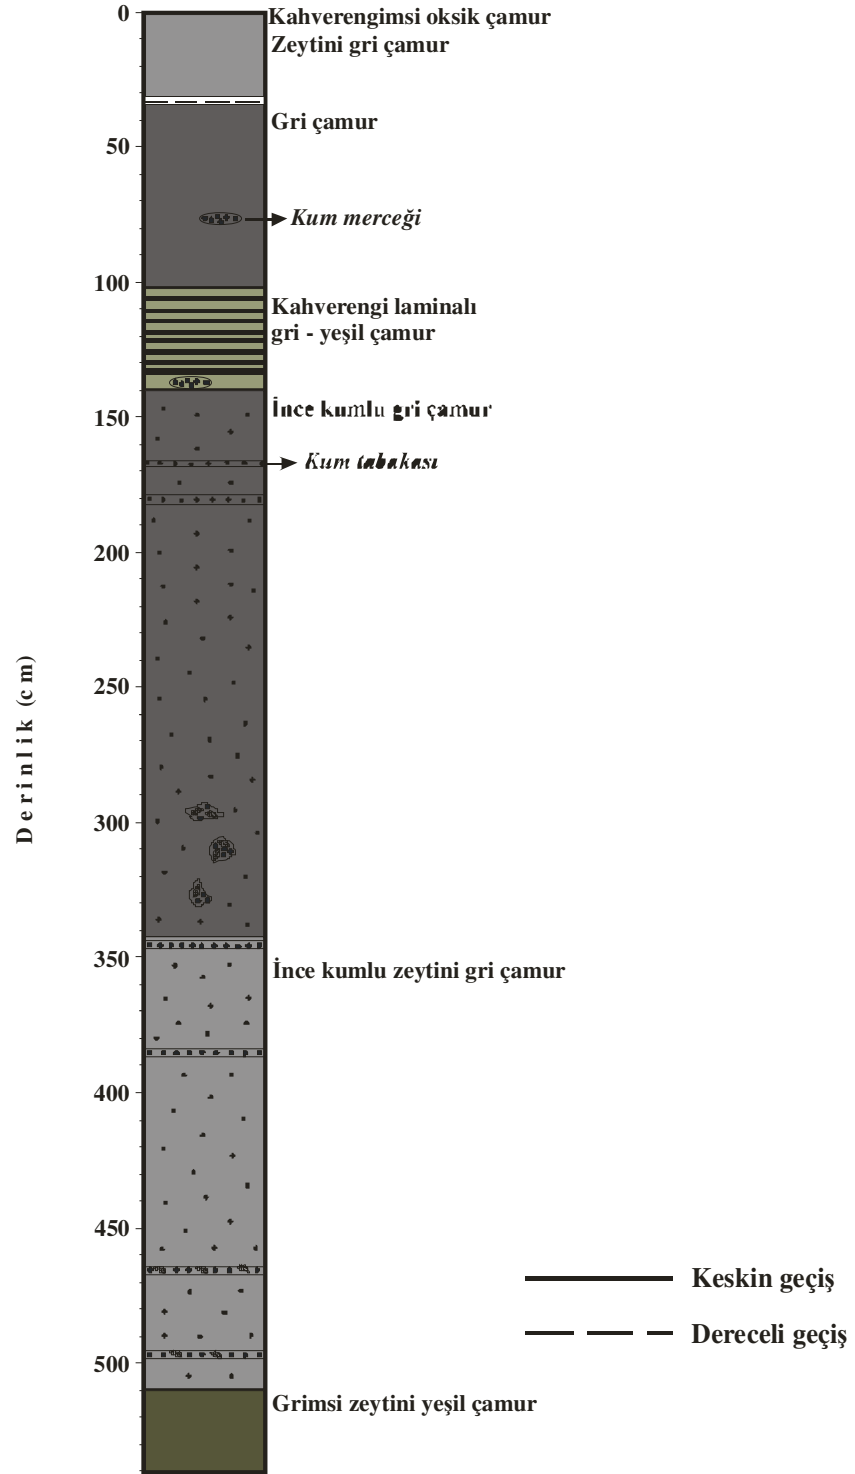 0
Kahverengimsi oksik çamur
Zeytini gri çamur
Gri çamur
50
Kum merceği
100
Kahverengi laminalı
gri - yeşil çamur
İnce kumlu gri çamur
150
Kum tabakası
200
250
Derinlik (cm)
300
350
İnce kumlu zeytini gri çamur
400
450
Keskin geçiş
Dereceli geçiş
500
Grimsi zeytini yeşil çamur